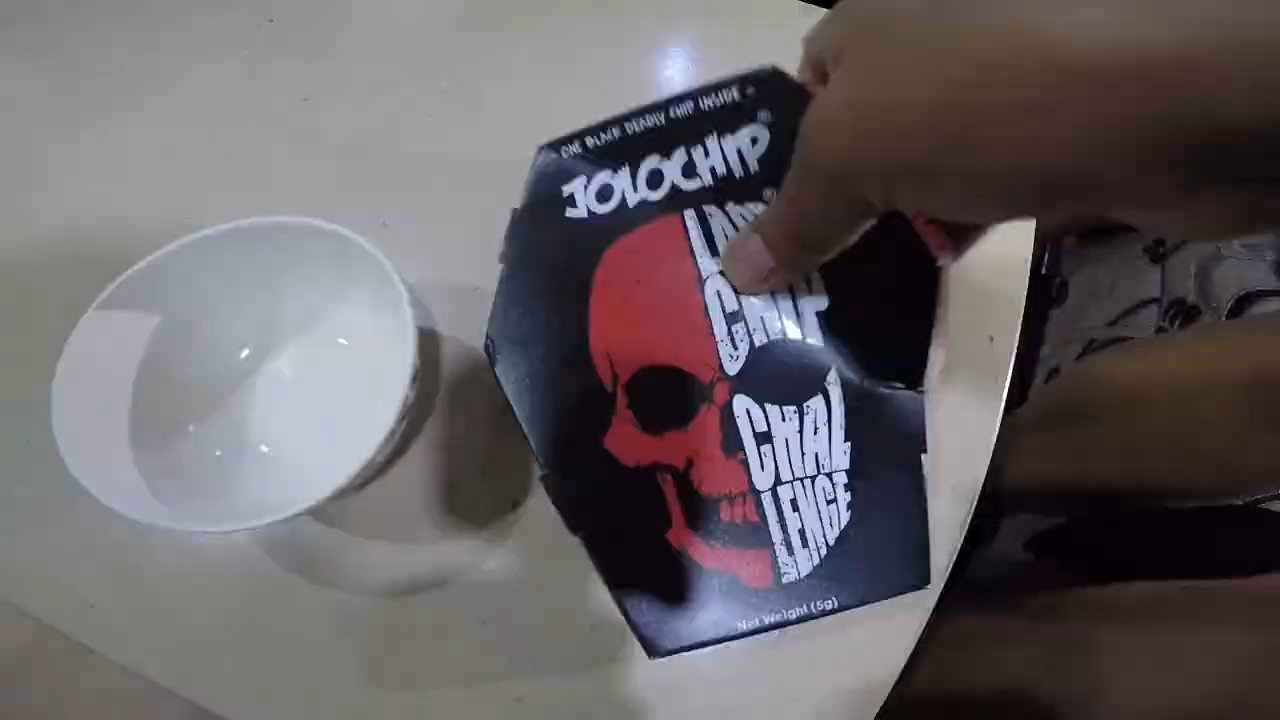 ONE BLACK DEADLY CHIP INSIDE
JOLOCHIP®
CHIP
CHAL
LENGE
Net Weight (5g)